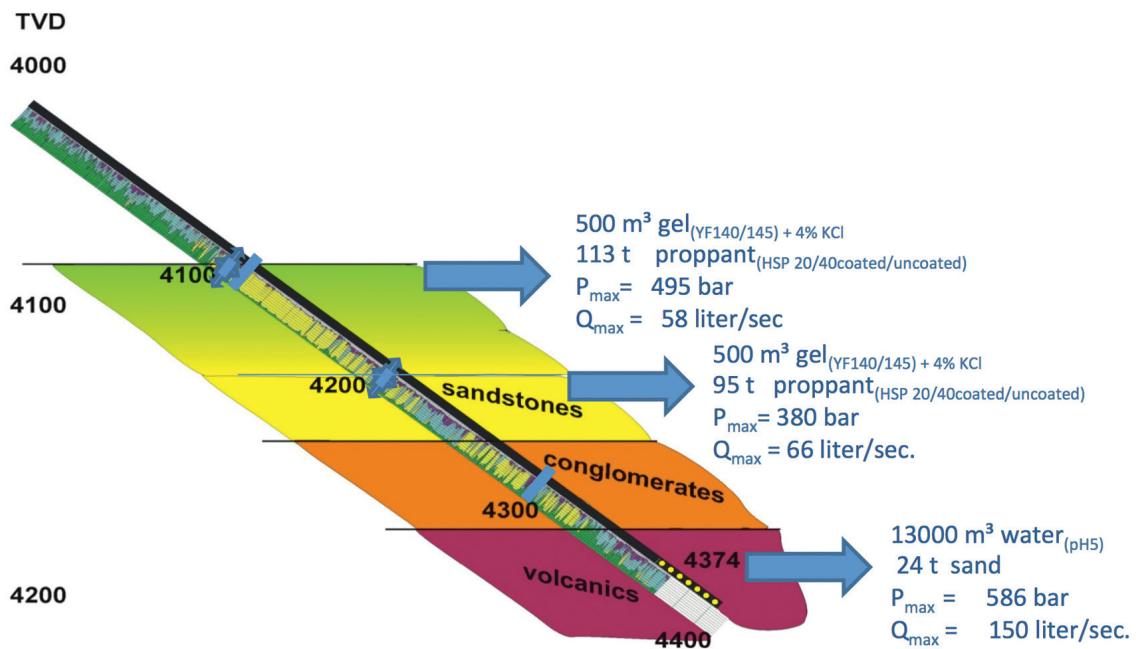 TVD
4000
4100
4100
500 m³ gel(YF140/145) + 4% KCl
113 t proppant(HSP 20/40coated/uncoated)
Pmax= 495 bar
Qmax = 58 liter/sec
4200
sandstones
500 m³ gel(YF140/145) + 4% KCl
95 t proppant(HSP 20/40coated/uncoated)
Pmax= 380 bar
Qmax = 66 liter/sec.
conglomerates
4300
volcanics
4374
13000 m³ water(pH5)
24 t sand
Pmax = 586 bar
Qmax = 150 liter/sec.
4200
4400